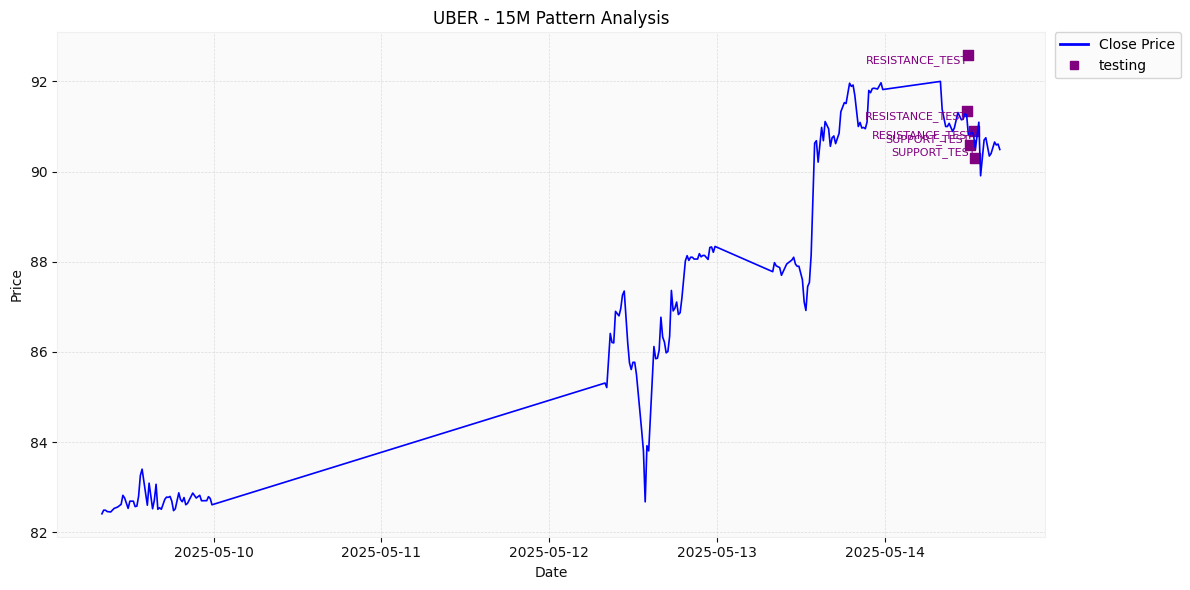 UBER - 15M Pattern Analysis
Close Price
testing
RESISTANCE_TEST
RESISTANCE_TEST
RESISTANCE_TEST
SUPPORT_TEST
SUPPORT_TEST
Price
92
90
88
86
84
82
2025-05-10
2025-05-11
2025-05-12
2025-05-13
2025-05-14
Date